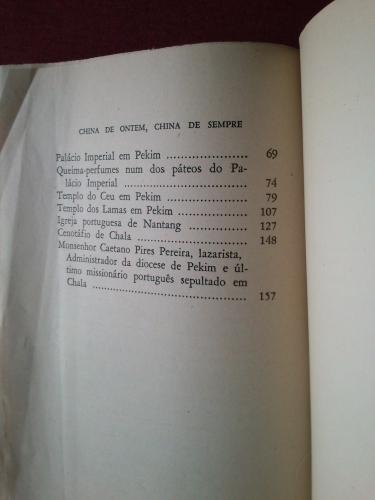 CHINA DE ONTEM, CHINA DE SEMPRE
Palácio Imperial em Pekim .................. 69
Queima-perfumes num dos páteos do Pa-
lácio Imperial ........................... 74
Templo do Ceu em Pekim .................. 79
Templo dos Lamas em Pekim ............... 107
Igreja portuguesa de Nantang ............... 127
Cenotáfio de Chala ........................ 148
Monsenhor Caetano Pires Pereira, lazarista,
Administrador da diocese de Pekim e úl-
timo missionário português sepultado em
Chala .................................... 157